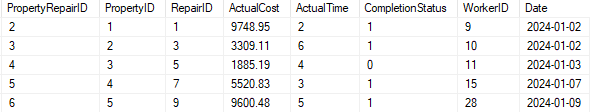 PropertyRepairID PropertyID RepairID ActualCost ActualTime CompletionStatus WorkerID Date
2 1 1 9748.95 2 1 9 2024-01-02
3 2 3 3309.11 6 1 10 2024-01-02
4 3 5 1885.19 4 0 11 2024-01-03
5 4 7 5520.83 3 1 15 2024-01-07
6 5 9 9600.48 5 1 28 2024-01-09